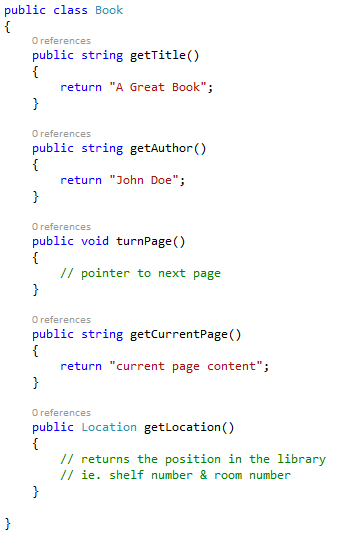 public class Book
{
0 references
public string getTitle()
{
return "A Great Book";
}
0 references
public string getAuthor()
{
return "John Doe";
}
0 references
public void turnPage()
{
// pointer to next page
}
0 references
public string getCurrentPage()
{
return "current page content";
}
0 references
public Location getLocation()
{
// returns the position in the library
// ie. shelf number & room number
}
}